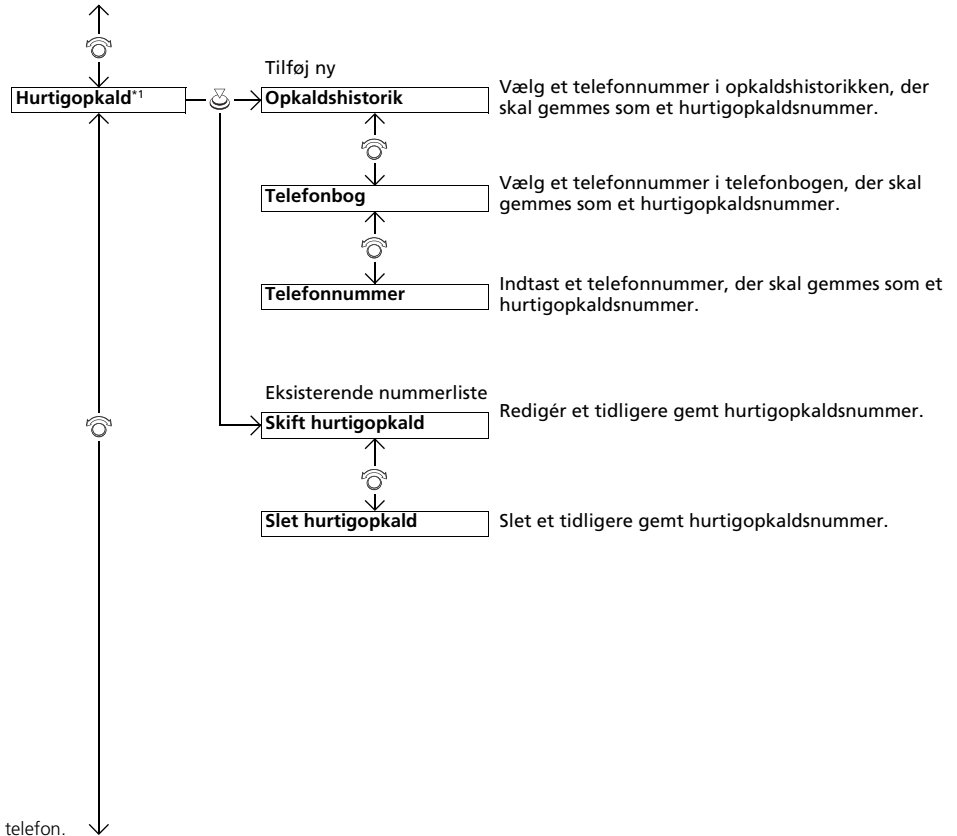 Tilføj ny
Hurtigopkald*1
Opkaldshistorik
Vælg et telefonnummer i opkaldshistorikken, der
skal gemmes som et hurtigopkaldsnummer.
Telefonbog
Vælg et telefonnummer i telefonbogen, der skal
gemmes som et hurtigopkaldsnummer.
Telefonnummer
Indtast et telefonnummer, der skal gemmes som et
hurtigopkaldsnummer.
Eksisterende nummerliste
Skift hurtigopkald
Redigér et tidligere gemt hurtigopkaldsnummer.
Slet hurtigopkald
Slet et tidligere gemt hurtigopkaldsnummer.
telefon.